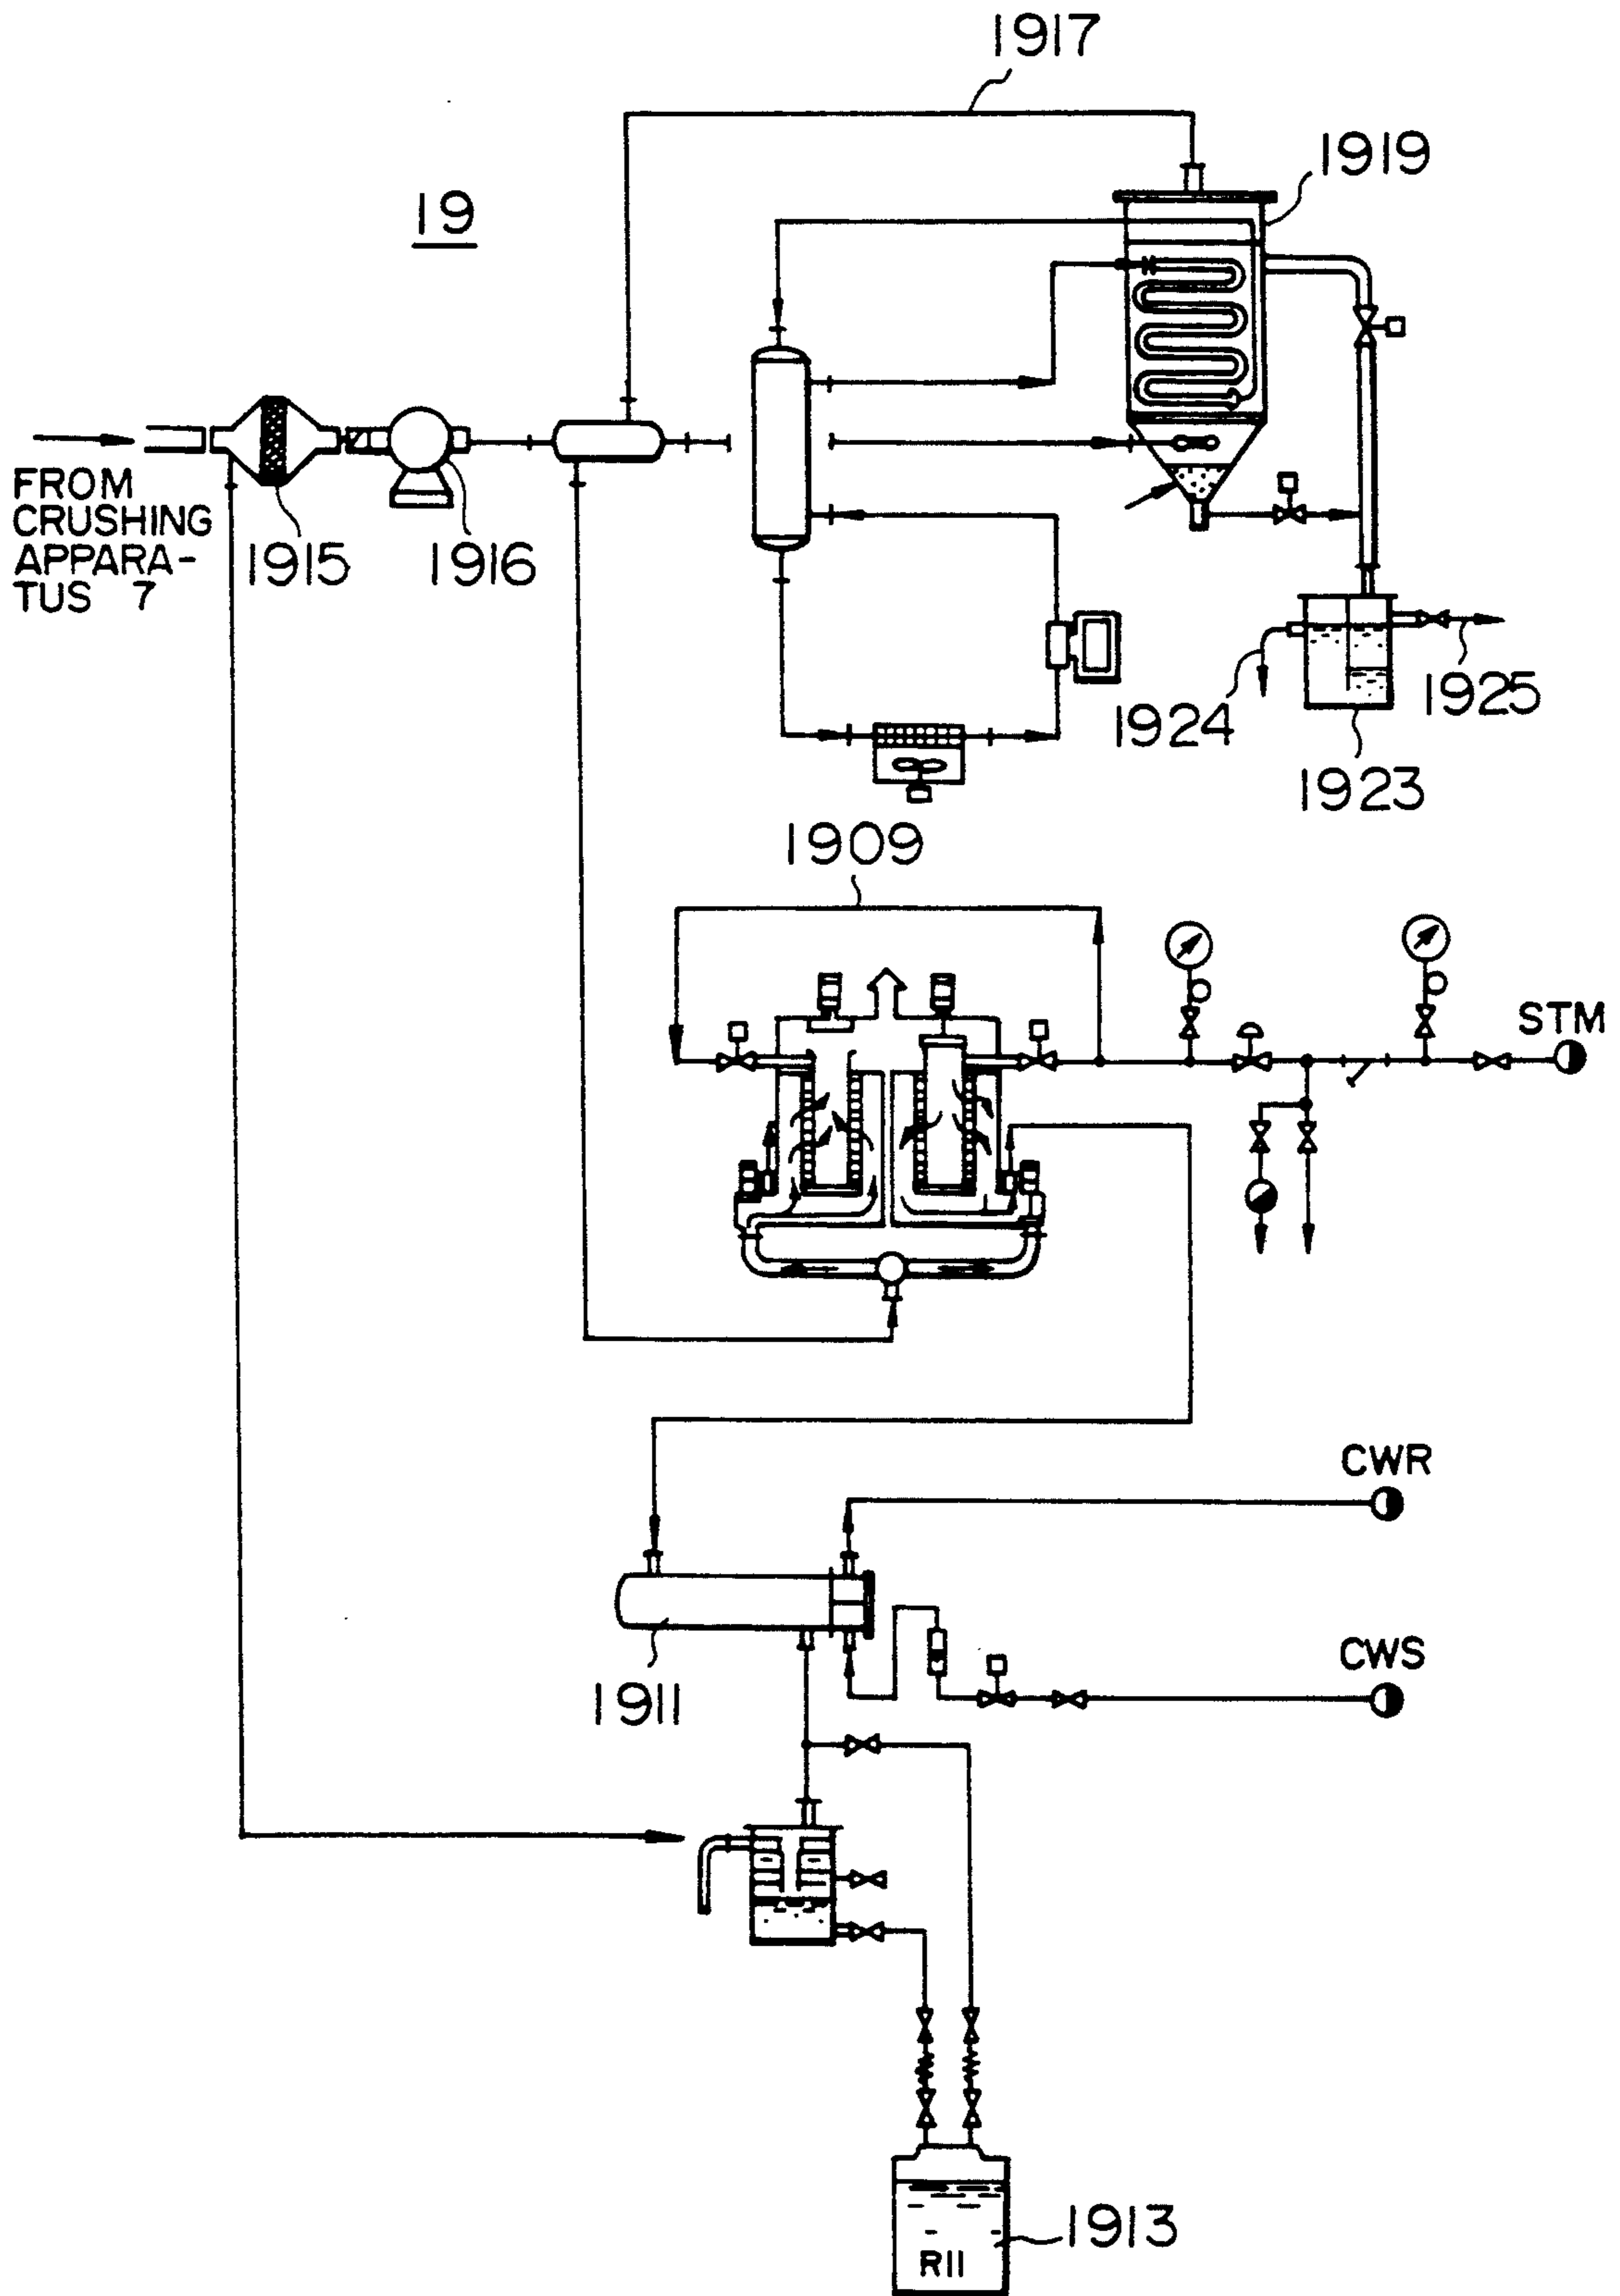 1917
1919
19
FROM
CRUSHING
APPARA-
TUS 7
1915
1916
1924
1925
1923
1909
STM
CWR
CWS
1911
1913
R11